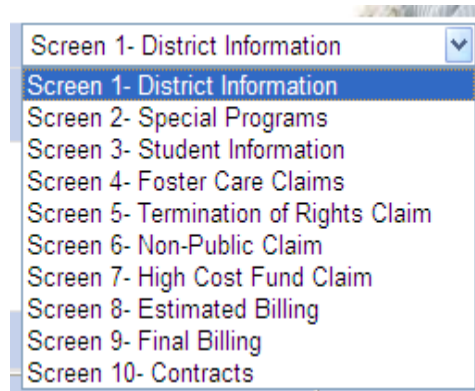 Screen 1- District Information
Screen 1- District Information
Screen 2- Special Programs
Screen 3- Student Information
Screen 4- Foster Care Claims
Screen 5- Termination of Rights Claim
Screen 6- Non-Public Claim
Screen 7- High Cost Fund Claim
Screen 8- Estimated Billing
Screen 9- Final Billing
Screen 10- Contracts